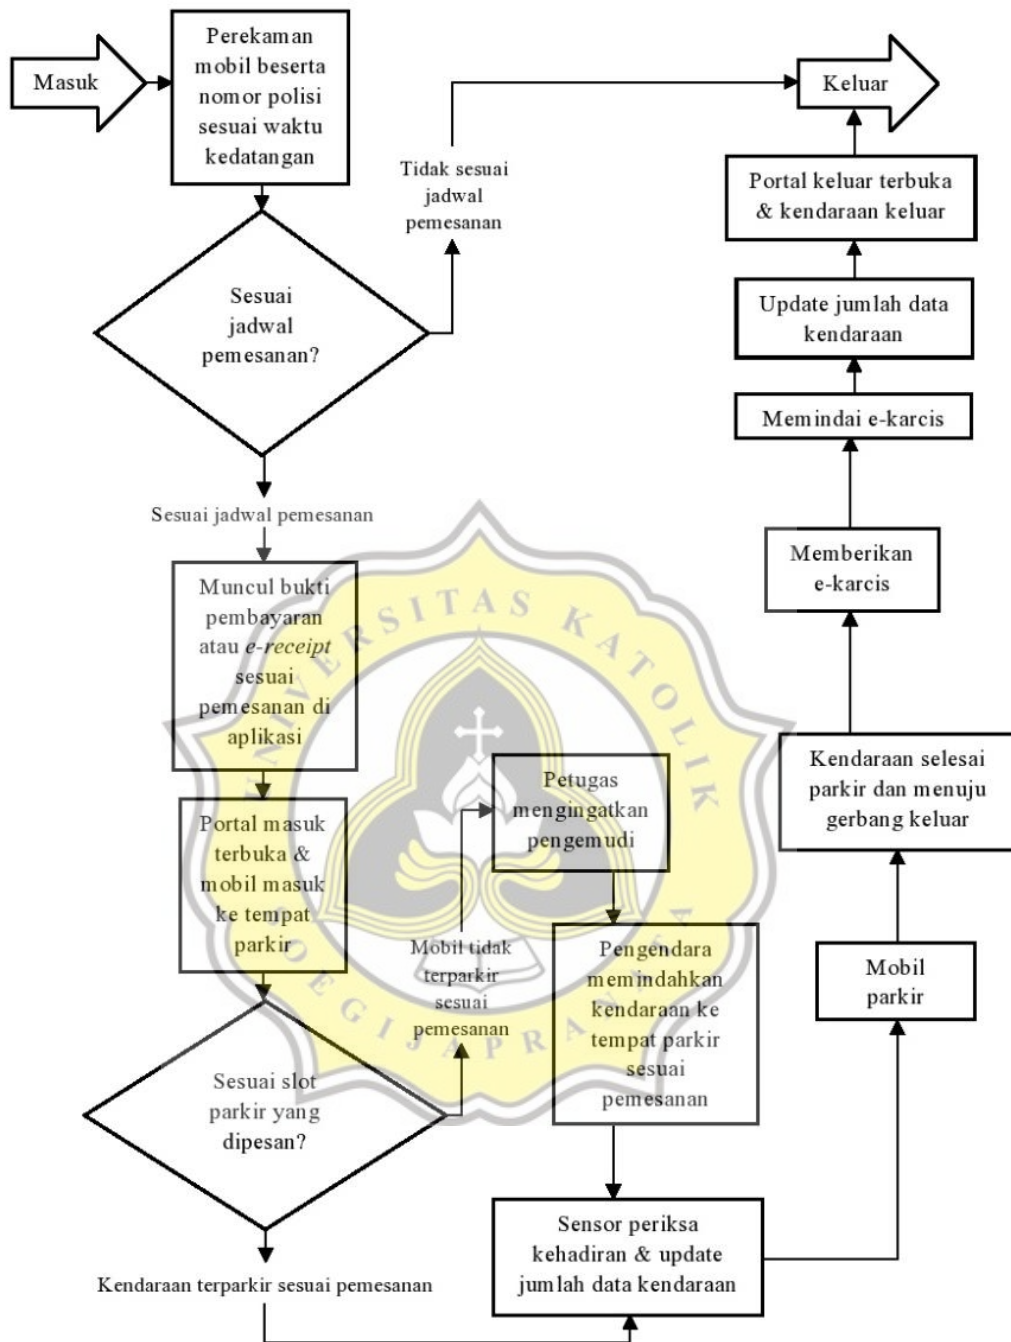 Masuk
Perekaman
mobil beserta
nomor polisi
sesuai waktu
kedatangan
Keluar
Tidak sesuai
jadwal
pemesanan
Portal keluar terbuka
& kendaraan keluar
Sesuai
jadwal
pemesanan?
Update jumlah data
kendaraan
Memindai e-karcis
Sesuai jadwal pemesanan
Memberikan
e-karcis
Muncul bukti
pembayaran
atau e-receipt
sesuai
pemesanan di
aplikasi
UNIVERSITAS KATOLIK
SOEGIJAPRANATA
Kendaraan selesai
parkir dan menuju
gerbang keluar
Petugas
mengingatkan
pengemudi
Portal masuk
terbuka &
mobil masuk
ke tempat
parkir
Mobil tidak
terparkir
sesuai
pemesanan
Pengendara
memindahkan
kendaraan ke
tempat parkir
sesuai
pemesanan
Mobil
parkir
Sesuai slot
parkir yang
dipesan?
Sensor periksa
kehadiran & update
jumlah data kendaraan
Kendaraan terparkir sesuai pemesanan